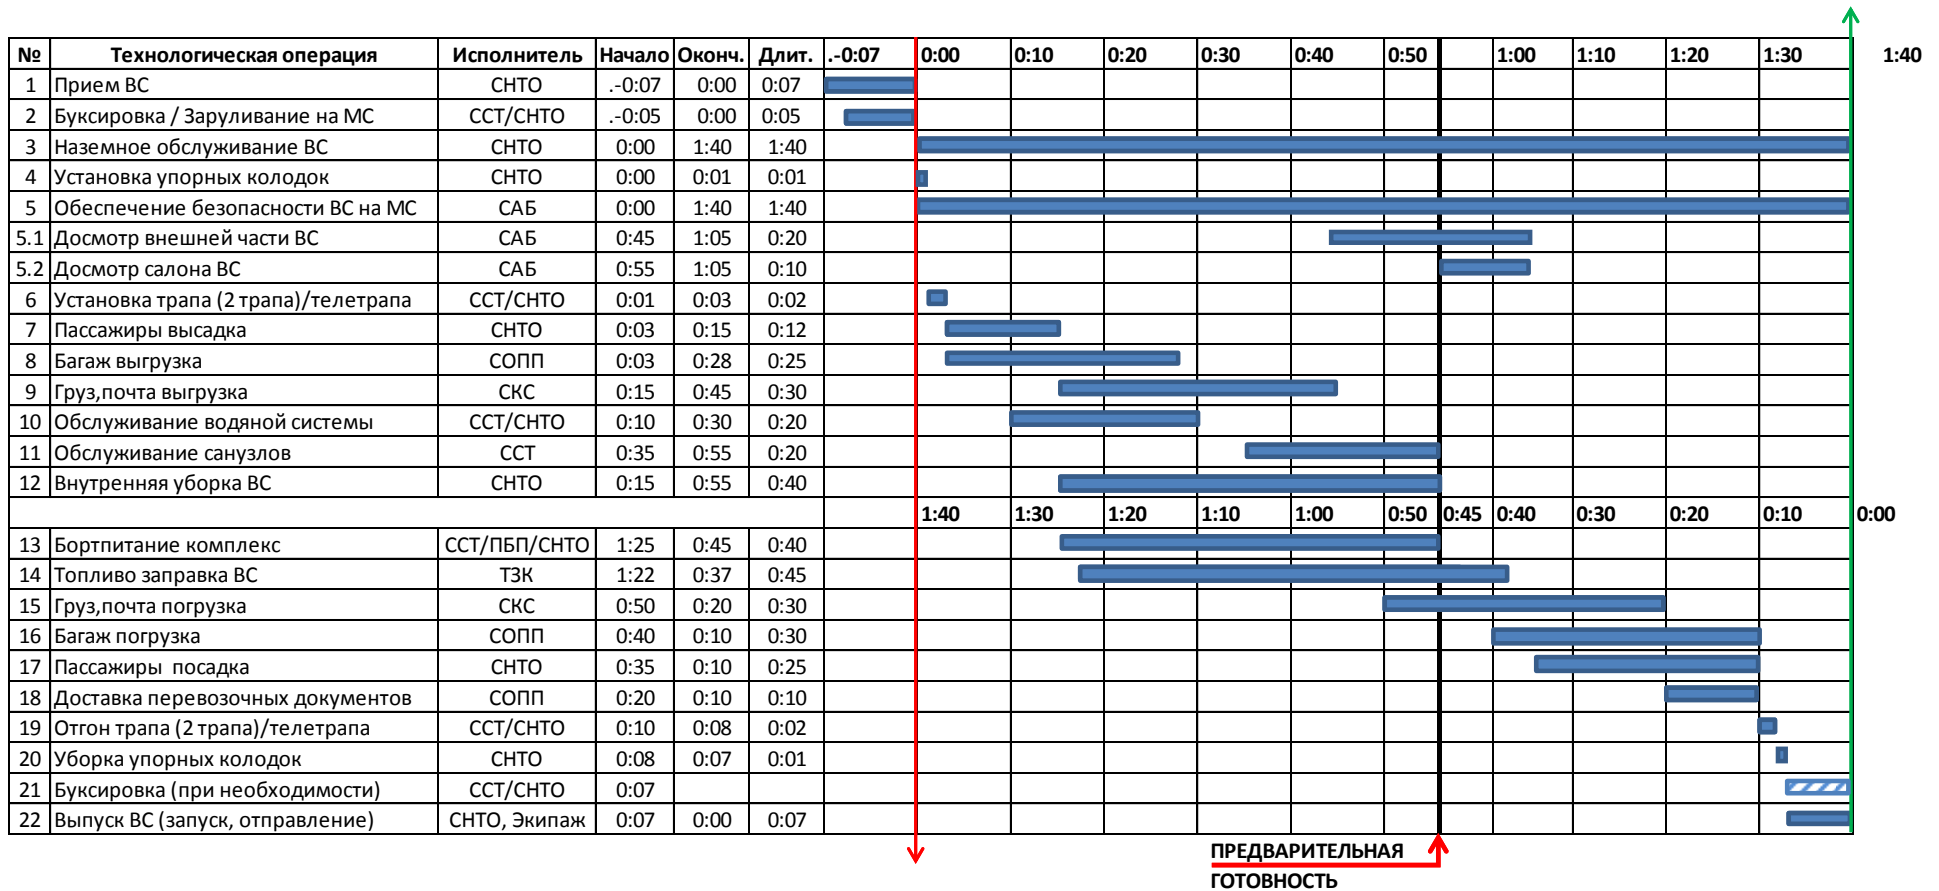 № Технологическая операция Исполнитель Начало Оконч. Длит. .-0:07 0:00 0:10 0:20 0:30 0:40 0:50 1:00 1:10 1:20 1:30 1:40
1 Прием ВС СНТО .-0:07 0:00 0:07
2 Буксировка / Заруливание на МС ССТ/СНТО .-0:05 0:00 0:05
3 Наземное обслуживание ВС СНТО 0:00 1:40 1:40
4 Установка упорных колодок СНТО 0:00 0:01 0:01
5 Обеспечение безопасности ВС на МС САБ 0:00 1:40 1:40
5.1 Досмотр внешней части ВС САБ 0:45 1:05 0:20
5.2 Досмотр салона ВС САБ 0:55 1:05 0:10
6 Установка трапа (2 трапа)/телетрапа ССТ/СНТО 0:01 0:03 0:02
7 Пассажиры высадка СНТО 0:03 0:15 0:12
8 Багаж выгрузка СОПП 0:03 0:28 0:25
9 Груз,почта выгрузка СКС 0:15 0:45 0:30
10 Обслуживание водяной системы ССТ/СНТО 0:10 0:30 0:20
11 Обслуживание санузлов ССТ 0:35 0:55 0:20
12 Внутренняя уборка ВС СНТО 0:15 0:55 0:40
1:40 1:30 1:20 1:10 1:00 0:50 0:45 0:40 0:30 0:20 0:10 0:00
13 Бортпитание комплекс ССТ/ПБП/СНТО 1:25 0:45 0:40
14 Топливо заправка ВС ТЗК 1:22 0:37 0:45
15 Груз,почта погрузка СКС 0:50 0:20 0:30
16 Багаж погрузка СОПП 0:40 0:10 0:30
17 Пассажиры посадка СНТО 0:35 0:10 0:25
18 Доставка перевозочных документов СОПП 0:20 0:10 0:10
19 Отгон трапа (2 трапа)/телетрапа ССТ/СНТО 0:10 0:08 0:02
20 Уборка упорных колодок СНТО 0:08 0:07 0:01
21 Буксировка (при необходимости) ССТ/СНТО 0:07
22 Выпуск ВС (запуск, отправление) СНТО, Экипаж 0:07 0:00 0:07
ПРЕДВАРИТЕЛЬНАЯ
ГОТОВНОСТЬ